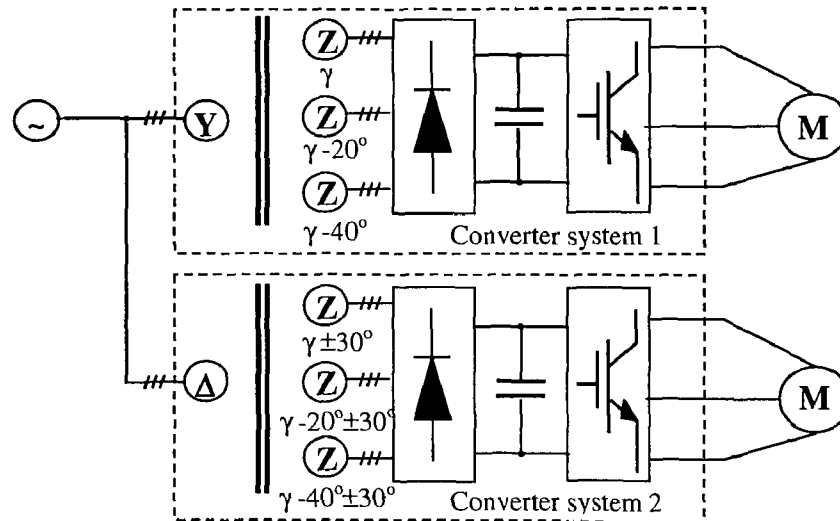 Z
γ
~
Y
Z
γ-20°
M
Z
γ-40°
Converter system 1
Z
γ±30°
Δ
Z
γ-20°±30°
M
Z
γ-40°±30°
Converter system 2